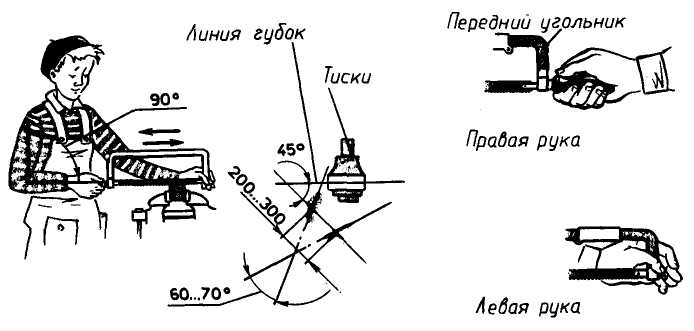 Передний угольник
Линия губок
Тиски
90°
45°
Правая рука
200...300
60...70°
Левая рука